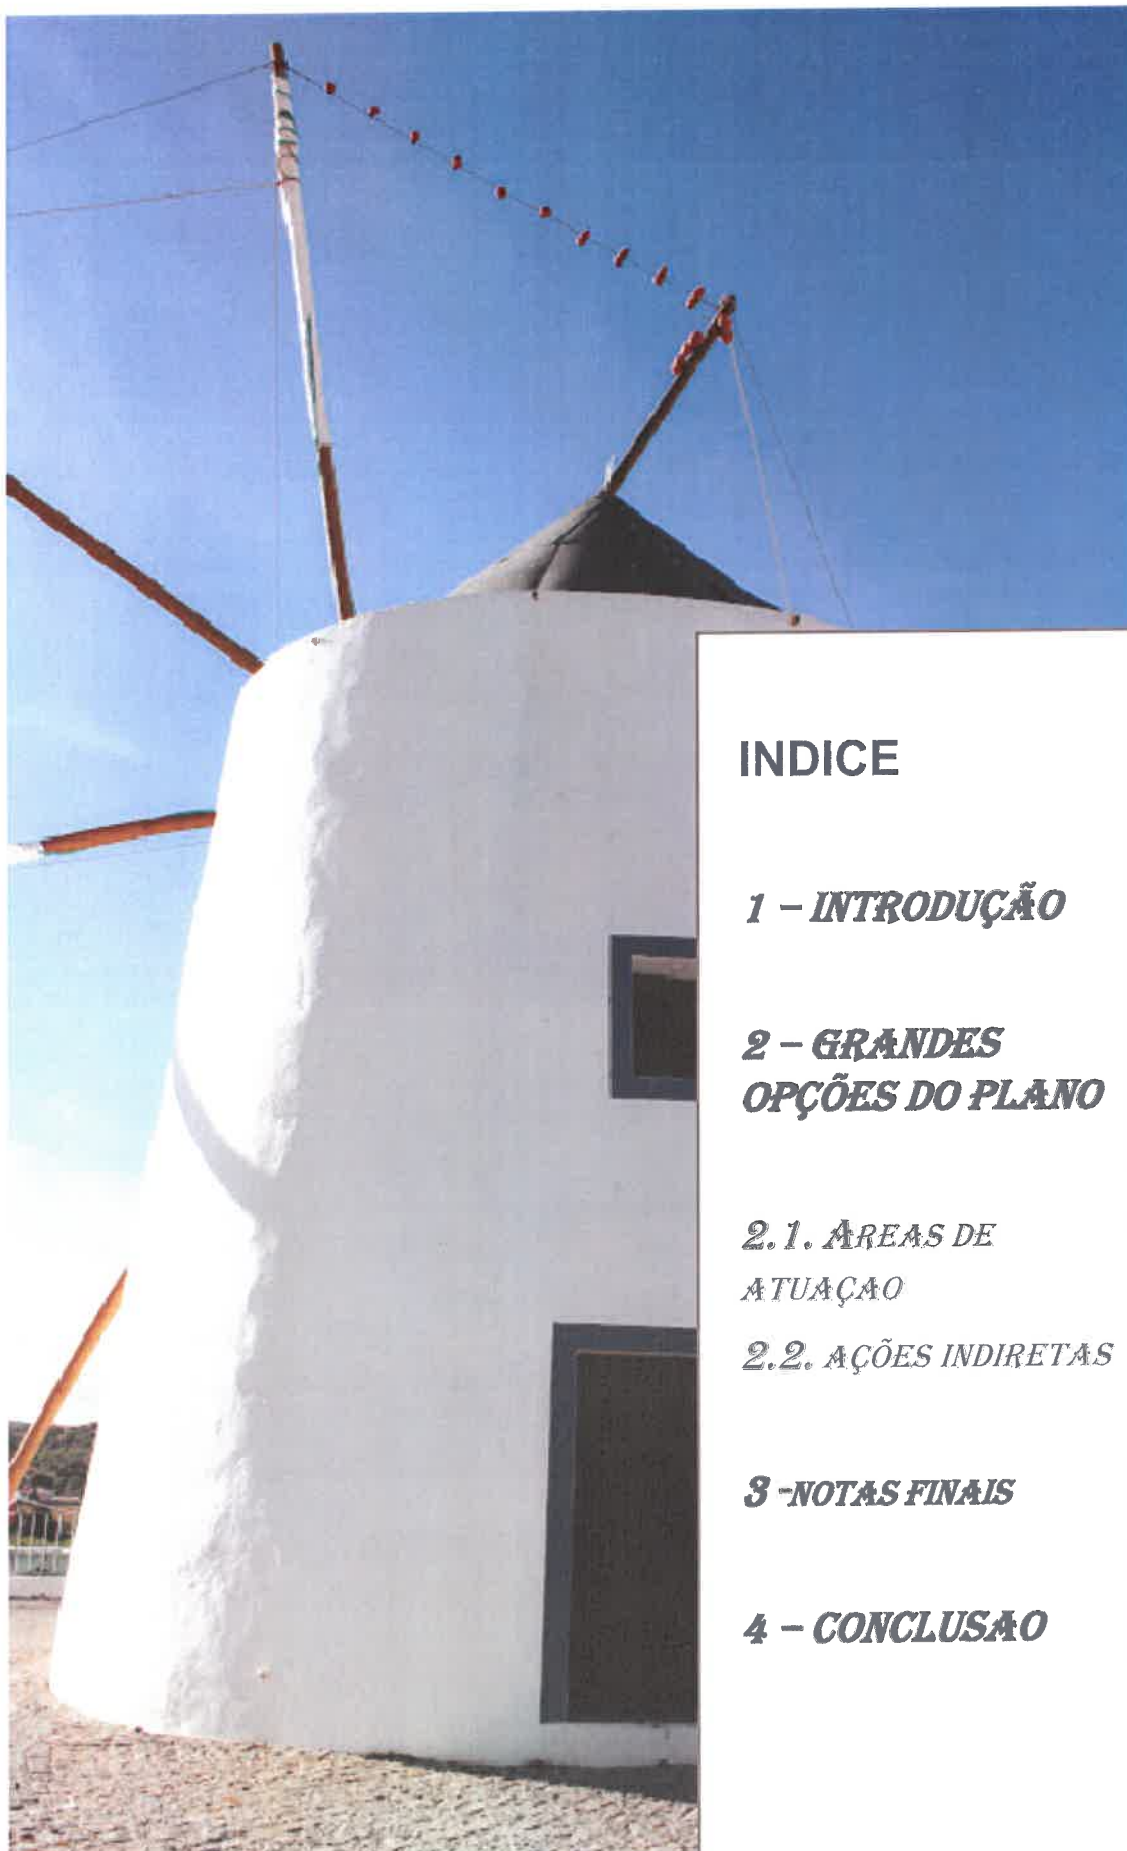 INDICE
1 – INTRODUÇÃO
2 – GRANDES
OPÇÕES DO PLANO
2.1. AREAS DE
ATUAÇAO
2.2. AÇÕES INDIRETAS
3 -NOTAS FINAIS
4 – CONCLUSAO